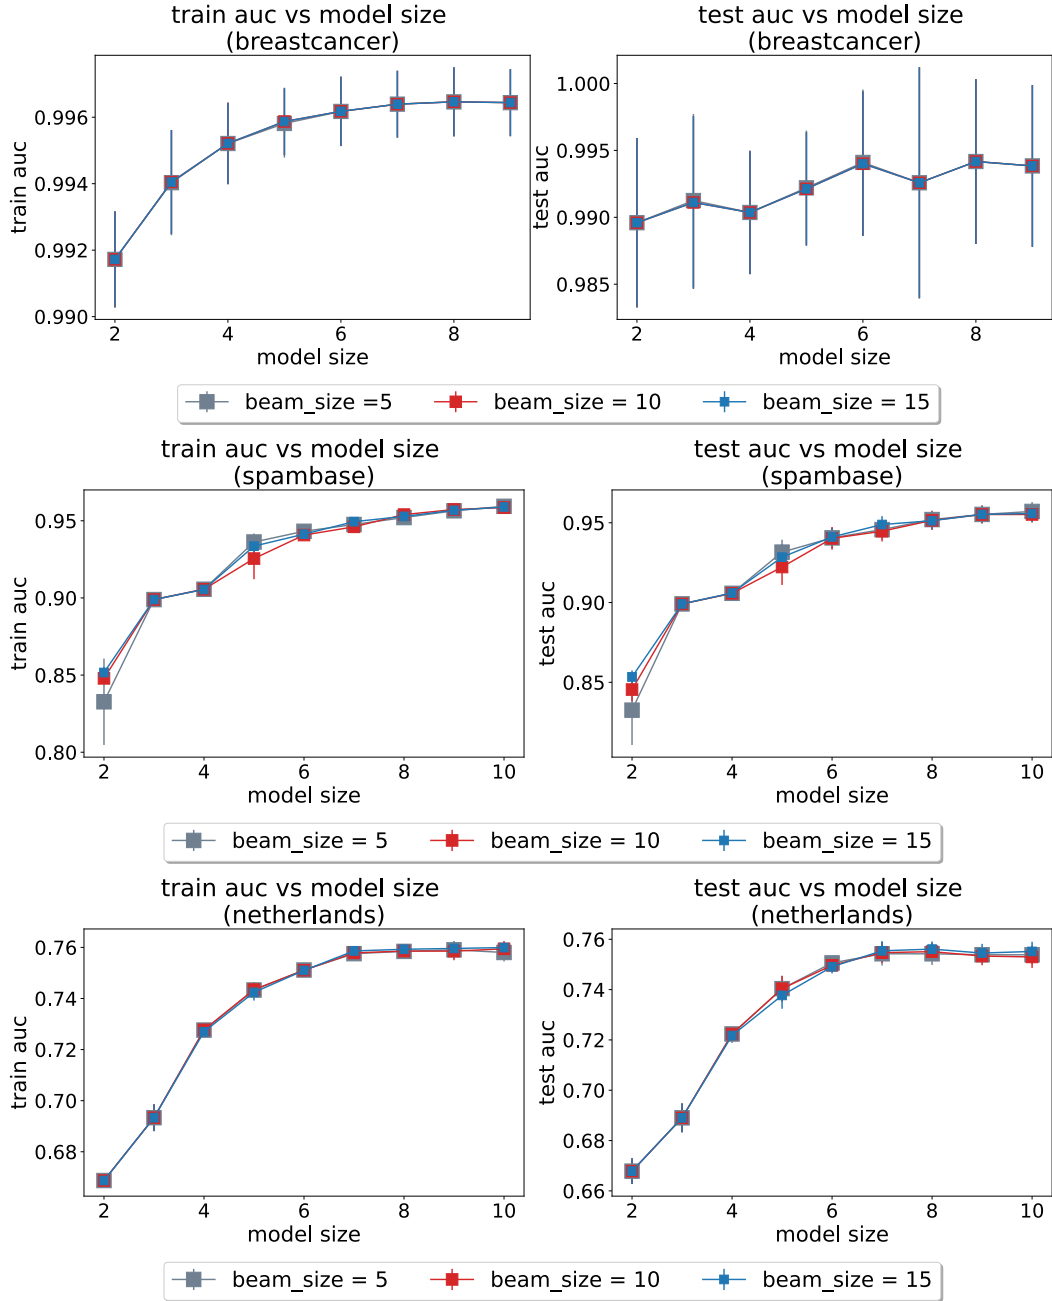 train auc vs model size
(breastcancer)
test auc vs model size
(breastcancer)
train auc
0.996
0.994
0.992
0.990
2 4 6 8
model size
test auc
1.000
0.995
0.990
0.985
2 4 6 8
model size
beam_size =5 beam_size = 10 beam_size = 15
train auc vs model size
(spambase)
test auc vs model size
(spambase)
train auc
0.95
0.90
0.85
0.80
2 4 6 8 10
model size
test auc
0.95
0.90
0.85
2 4 6 8 10
model size
beam_size = 5 beam_size = 10 beam_size = 15
train auc vs model size
(netherlands)
test auc vs model size
(netherlands)
train auc
0.76
0.74
0.72
0.70
0.68
2 4 6 8 10
model size
test auc
0.76
0.74
0.72
0.70
0.68
0.66
2 4 6 8 10
model size
beam_size = 5 beam_size = 10 beam_size = 15